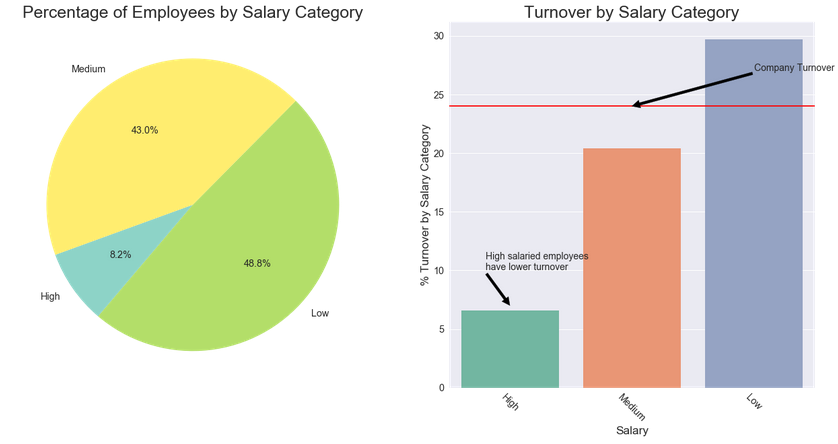 Percentage of Employees by Salary Category
Medium
43.0%
8.2%
48.8%
High
Low
Turnover by Salary Category
30
25
20
15
10
5
0
% Turnover by Salary Category
Company Turnover
High salaried employees
have lower turnover
High
Medium
Low
Salary